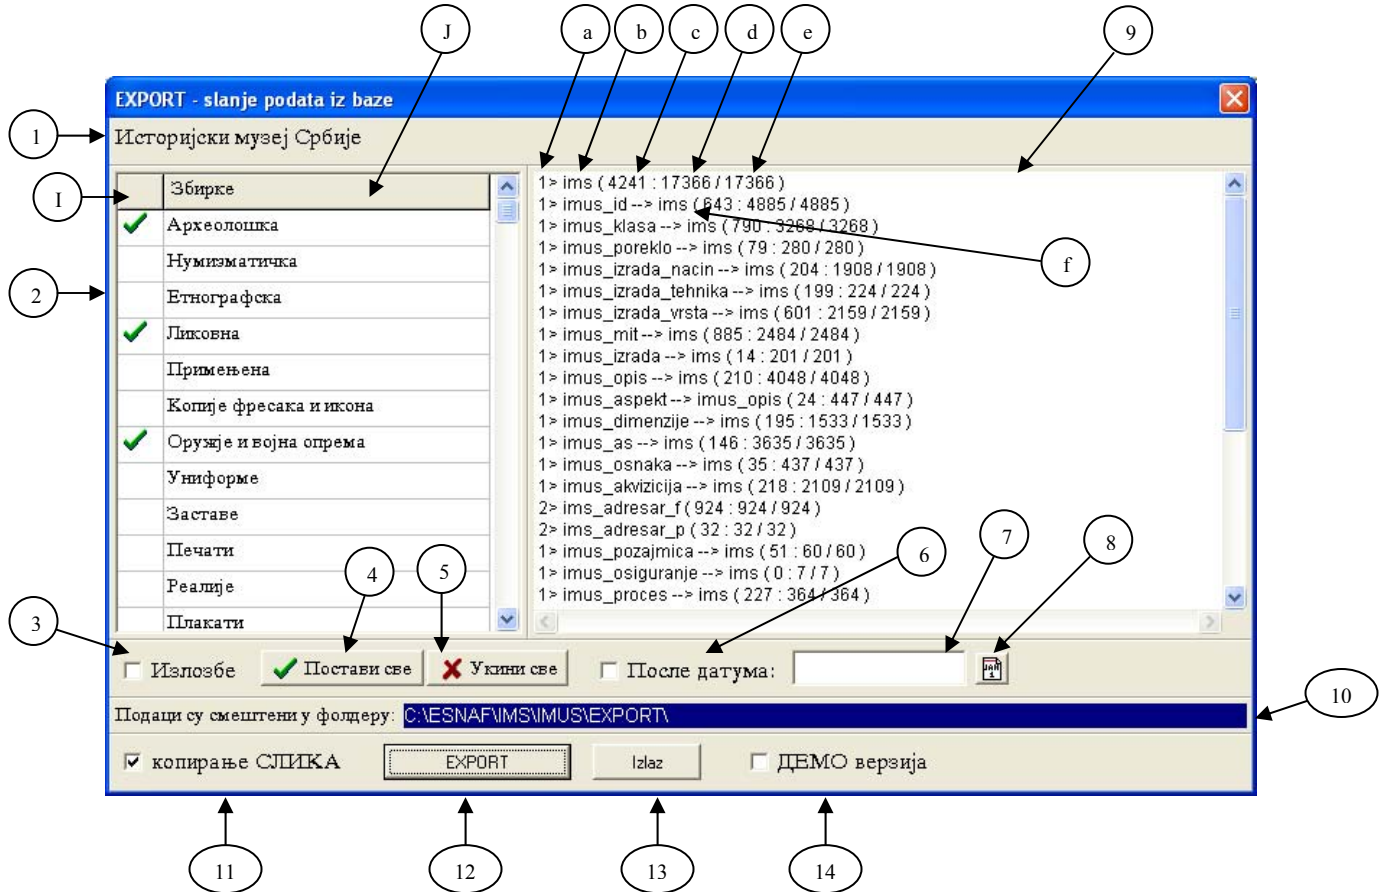 J a b c d e 9
EXPORT - slanje podata iz baze
1 Историјски музеј Србије
I Збирке
Археолошка
Нумизматичка
2 Етнографска
Ликовна
Примењена
Копије фресака и икона
Оружје и војна опрема
Униформе
Заставе
Печати
Реалије
Плакати
1> ims ( 4241 : 17366 / 17366 )
1> imus_id --> ims ( 643 : 4885 / 4885 )
1> imus_klasa --> ims ( 790 : 3268 / 3268 )
1> imus_poreklo --> ims ( 79 : 280 / 280 )
f
1> imus_izrada_nacin --> ims ( 204 : 1908 / 1908 )
1> imus_izrada_tehnika --> ims ( 199 : 224 / 224 )
1> imus_izrada_vrsta --> ims ( 601 : 2159 / 2159 )
1> imus_mit --> ims ( 885 : 2484 / 2484 )
1> imus_izrada --> ims ( 14 : 201 / 201 )
1> imus_opis --> ims ( 210 : 4048 / 4048 )
1> imus_aspekt --> imus_opis ( 24 : 447 / 447 )
1> imus_dimenzije --> ims ( 195 : 1533 / 1533 )
1> imus_as --> ims ( 146 : 3635 / 3635 )
1> imus_osnaka --> ims ( 35 : 437 / 437 )
1> imus_akvizicija --> ims ( 218 : 2109 / 2109 )
2> ims_adresar_f ( 924 : 924 / 924 )
2> ims_adresar_p ( 32 : 32 / 32 )
1> imus_pozajmica --> ims ( 51 : 60 / 60 )
1> imus_osiguranje --> ims ( 0 : 7 / 7 )
1> imus_proces --> ims ( 227 : 364 / 364 )
4 5 6 7 8
3 Излозбе Постави све Укини све После датума: JAN 1
Подаци су смештени у фолдеру: C:\ESNAF\IMS\IMUS\EXPORT\ 10
копирање СЛИКА EXPORT Izlaz ДЕМО верзија
11 12 13 14